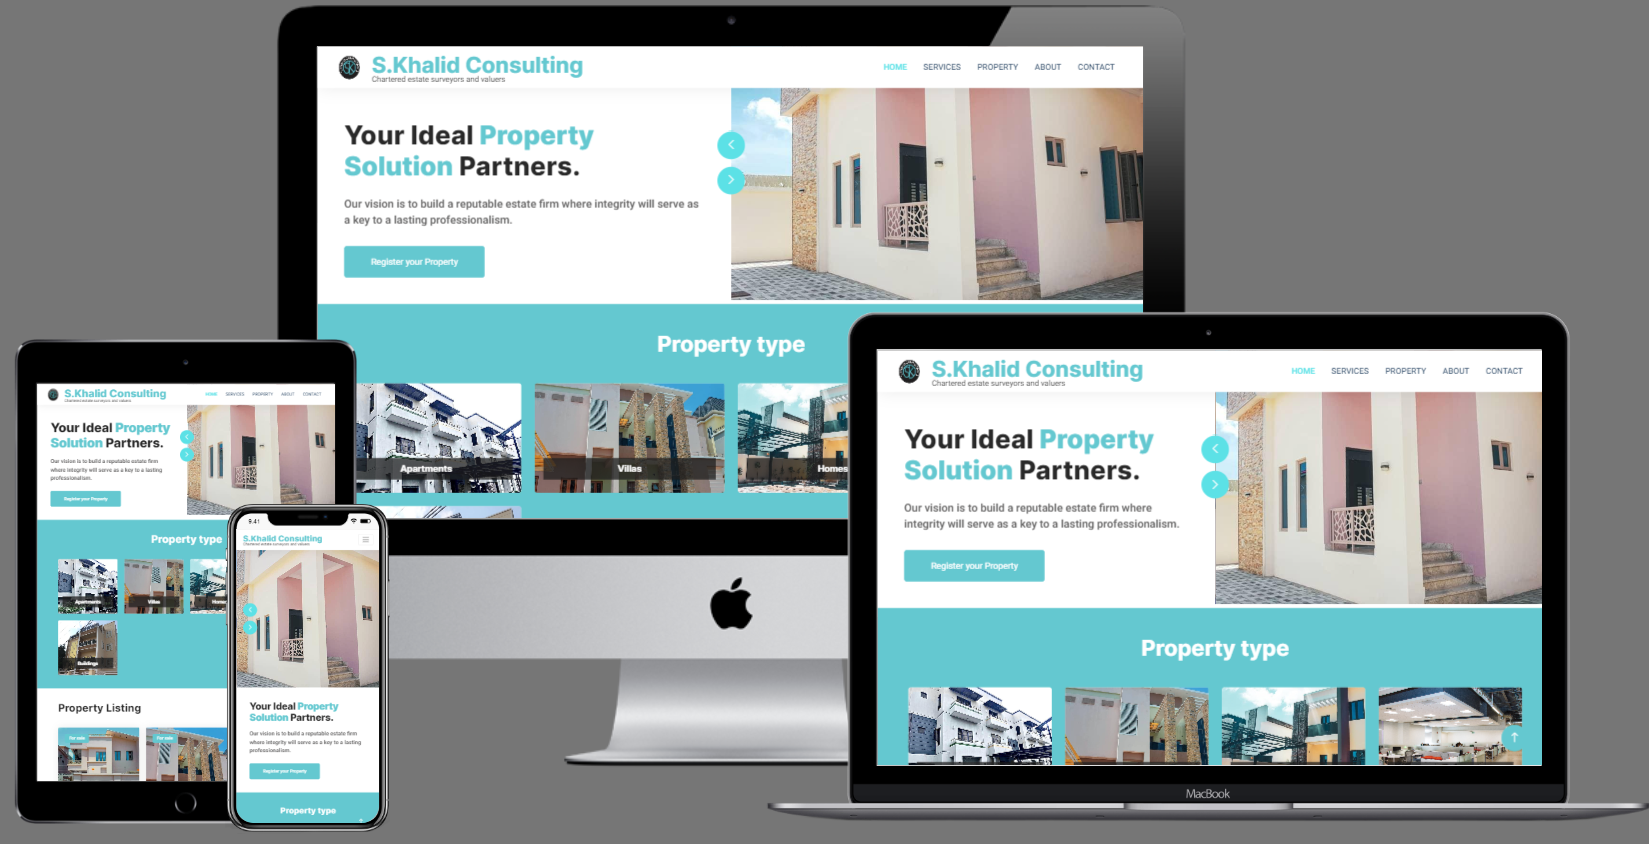 S.Khalid Consulting
Chartered estate surveyors and valuers
HOME SERVICES PROPERTY ABOUT CONTACT
Your Ideal Property
Solution Partners.
Our vision is to build a reputable estate firm where integrity will serve as
a key to a lasting professionalism.
Register your Property
Property type
Apartments
Villas
Homes
S.Khalid Consulting
Chartered estate surveyors and valuers
HOME SERVICES PROPERTY ABOUT CONTACT
Your Ideal Property
Solution Partners.
Our vision is to build a reputable estate firm
where integrity will serve as a key to a lasting
professionalism.
Register your Property
Property type
Apartments
Villas
Homes
Buildings
Property Listing
For sale
For sale
9:41
S.Khalid Consulting
Chartered estate surveyors and valuers
Your Ideal Property
Solution Partners.
Our vision is to build a reputable estate firm
where integrity will serve as a key to a lasting
professionalism.
Register your Property
Property type
S.Khalid Consulting
Chartered estate surveyors and valuers
HOME SERVICES PROPERTY ABOUT CONTACT
Your Ideal Property
Solution Partners.
Our vision is to build a reputable estate firm where
integrity will serve as a key to a lasting professionalism.
Register your Property
Property type
MacBook